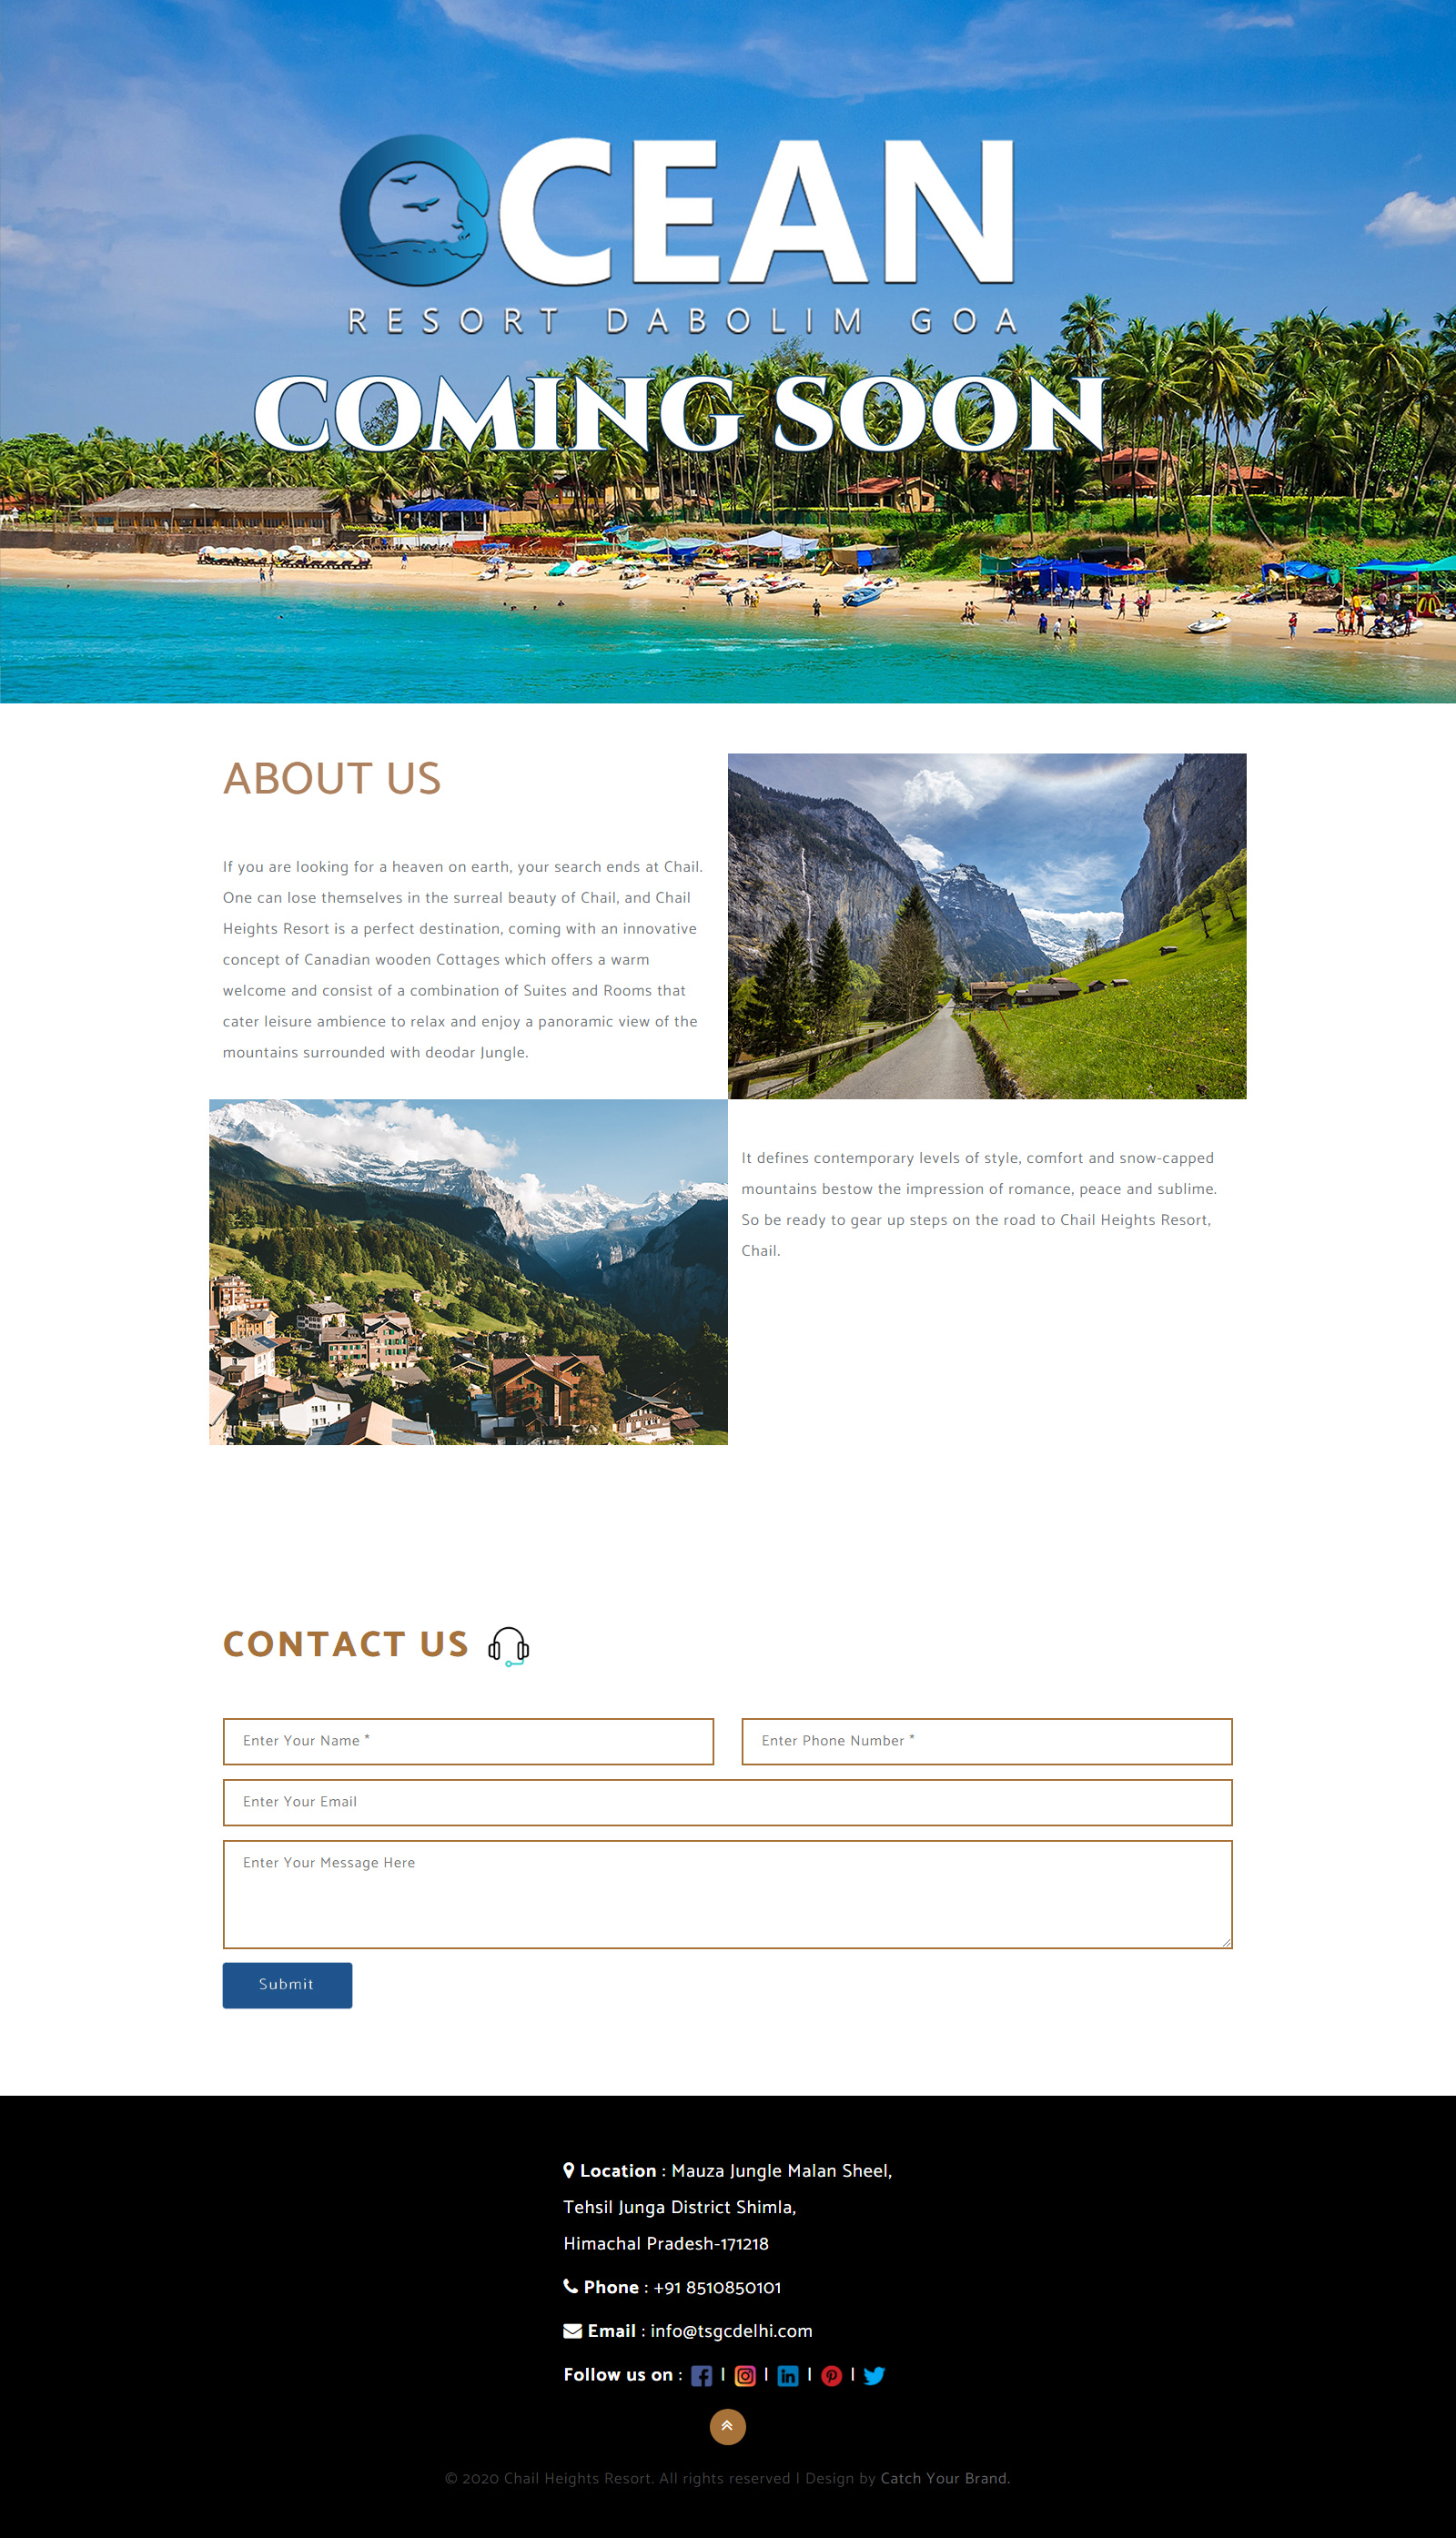 OCEAN
RESORT DABOLIM GOA
COMING SOON
ABOUT US
If you are looking for a heaven on earth, your search ends at Chail.
One can lose themselves in the surreal beauty of Chail, and Chail
Heights Resort is a perfect destination, coming with an innovative
concept of Canadian wooden Cottages which offers a warm
welcome and consist of a combination of Suites and Rooms that
cater leisure ambience to relax and enjoy a panoramic view of the
mountains surrounded with deodar Jungle.
It defines contemporary levels of style, comfort and snow-capped
mountains bestow the impression of romance, peace and sublime.
So be ready to gear up steps on the road to Chail Heights Resort,
Chail.
CONTACT US
Enter Your Name *
Enter Phone Number *
Enter Your Email
Enter Your Message Here
Submit
Location : Mauza Jungle Malan Sheel,
Tehsil Junga District Shimla,
Himachal Pradesh-171218
Phone : +91 8510850101
Email : info@tsgcdelhi.com
Follow us on : | | | |
© 2020 Chail Heights Resort. All rights reserved | Design by Catch Your Brand.